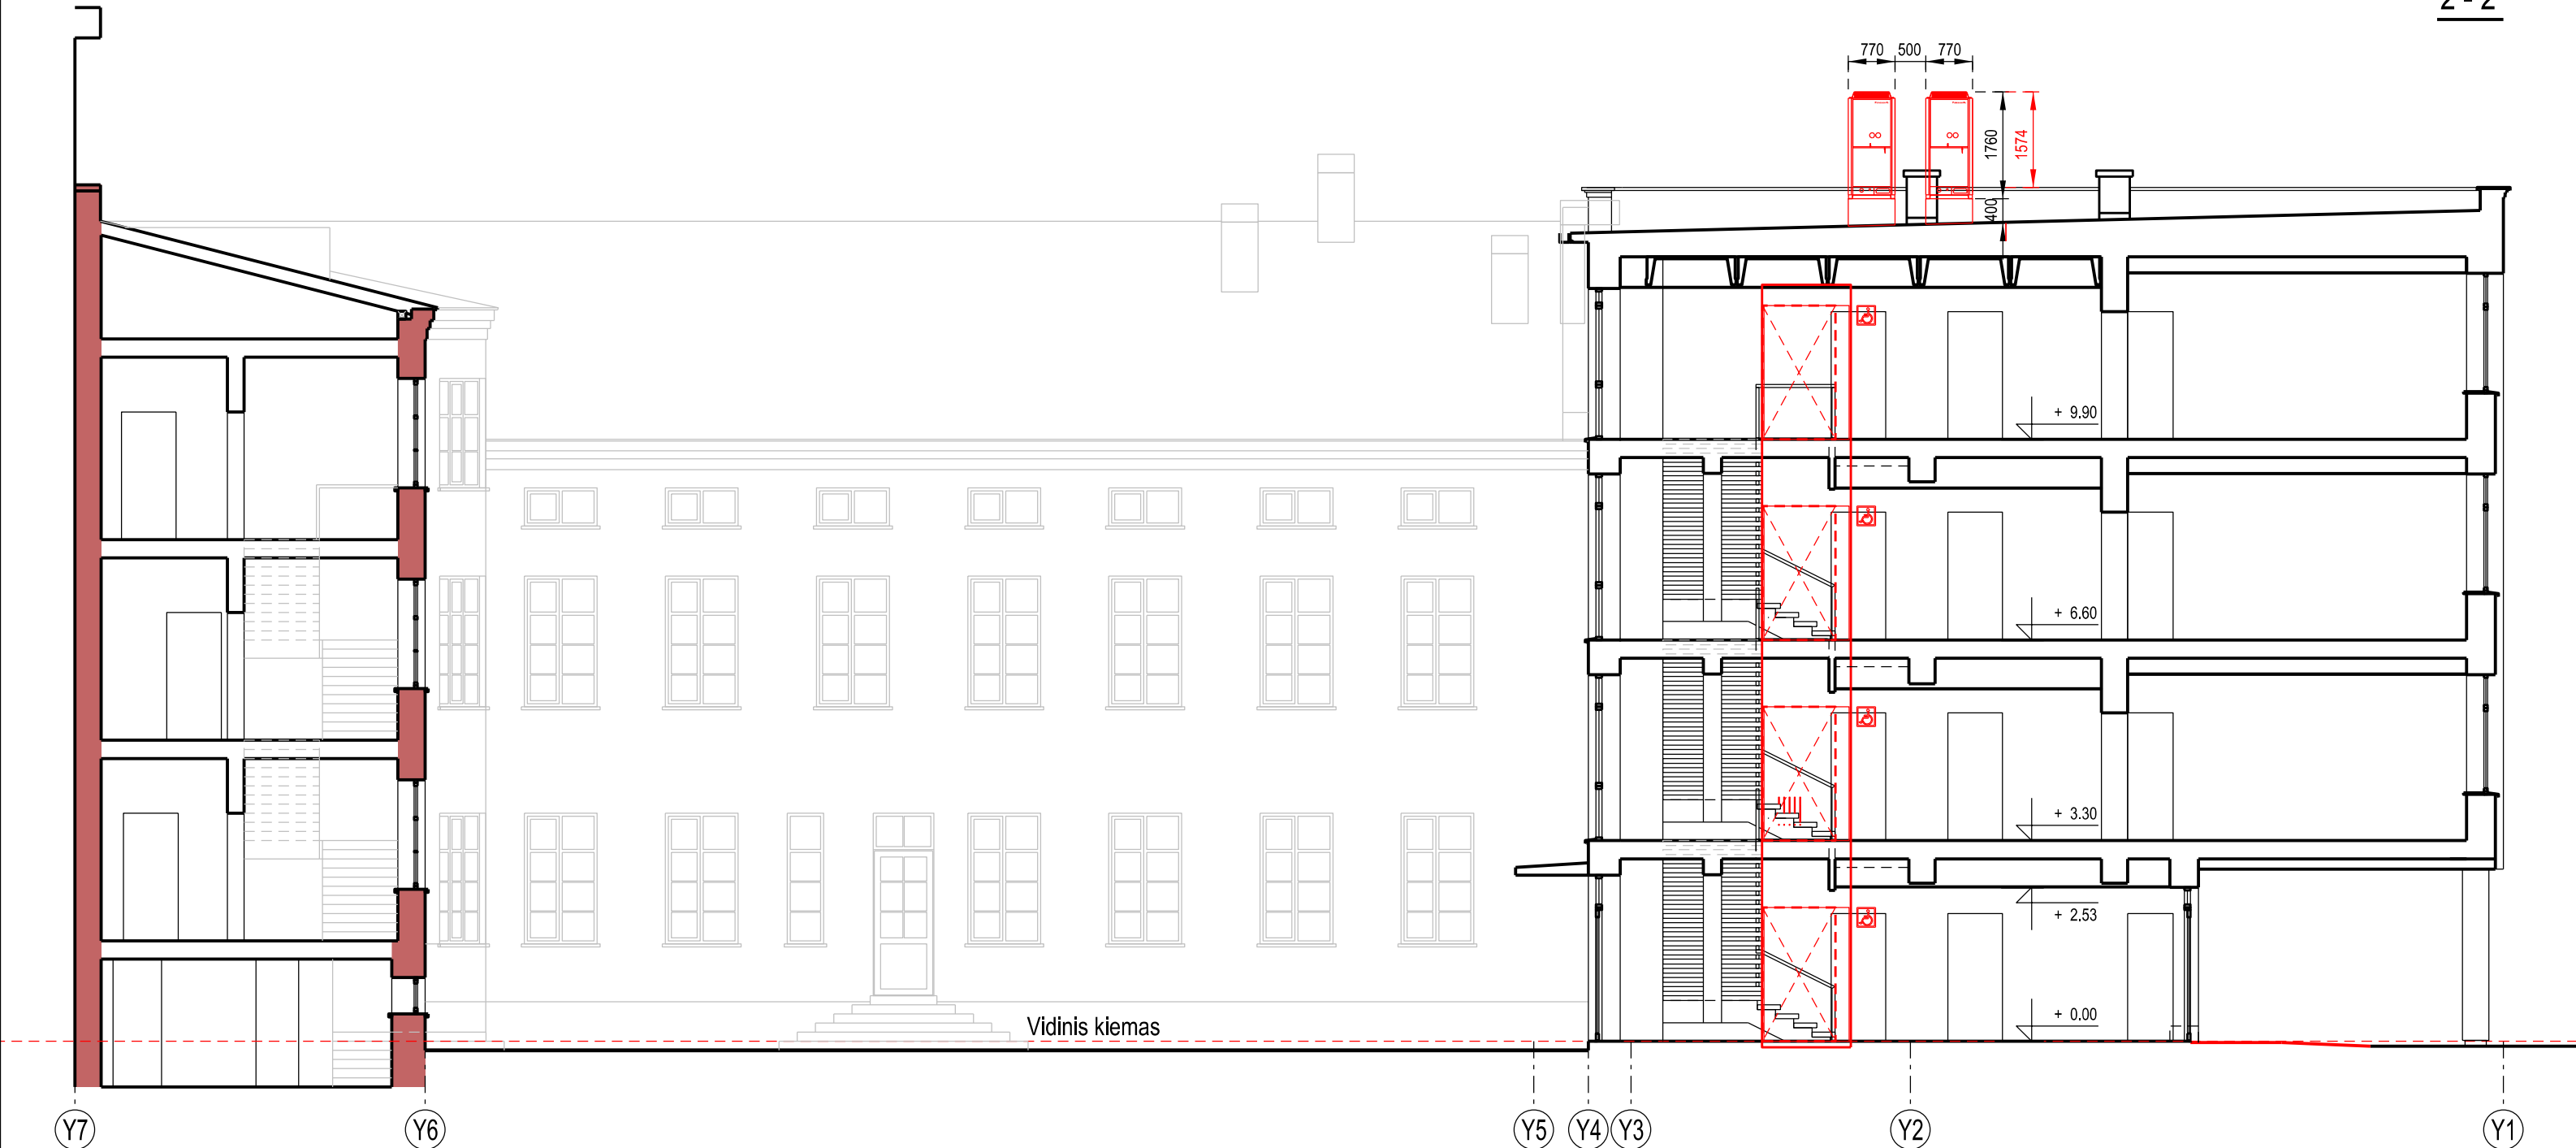 2 - 2
770 500 770
1760
1574
400
+ 9.90
+ 6.60
+ 3.30
+ 2.53
+ 0.00
Vidinis kiemas
Y7 Y6 Y5 Y4 Y3 Y2 Y1